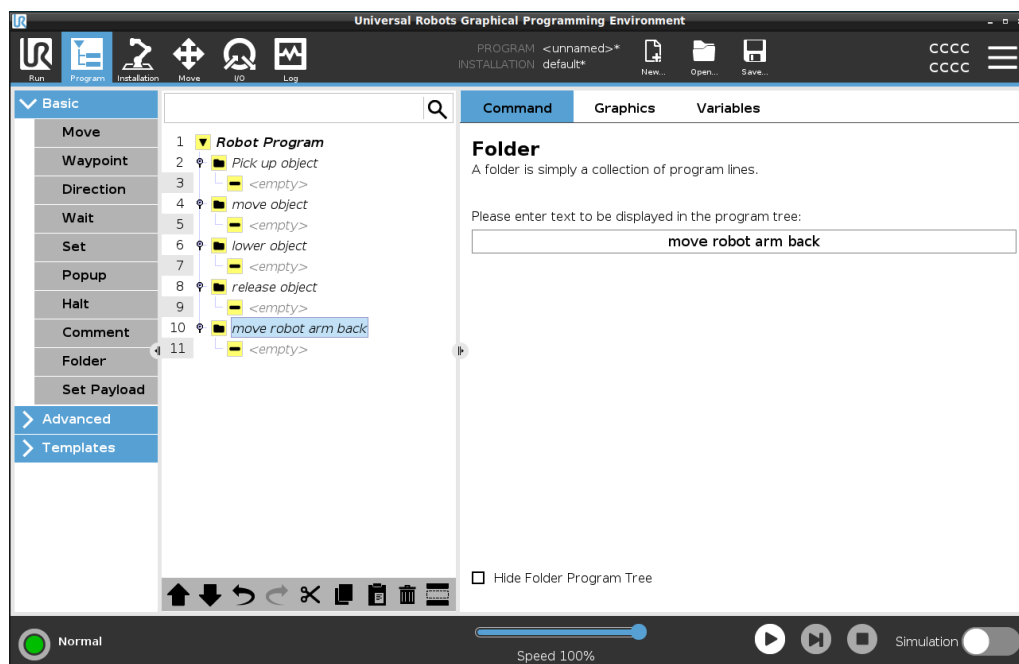 UR
Universal Robots Graphical Programming Environment
UR
Run
Program
Installation
Move
I/O
Log
PROGRAM <unnamed>*
INSTALLATION default*
New...
Open...
Save...
CCCC
CCCC
Basic
Move
Waypoint
Direction
Wait
Set
Popup
Halt
Comment
Folder
Set Payload
Advanced
Templates
1 Robot Program
2 Pick up object
3 <empty>
4 move object
5 <empty>
6 lower object
7 <empty>
8 release object
9 <empty>
10 move robot arm back
11 <empty>
Command Graphics Variables
Folder
A folder is simply a collection of program lines.
Please enter text to be displayed in the program tree:
move robot arm back
Hide Folder Program Tree
Normal
Speed 100%
Simulation